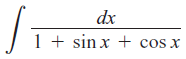 ∫ dx / (1 + sin x + cos x)